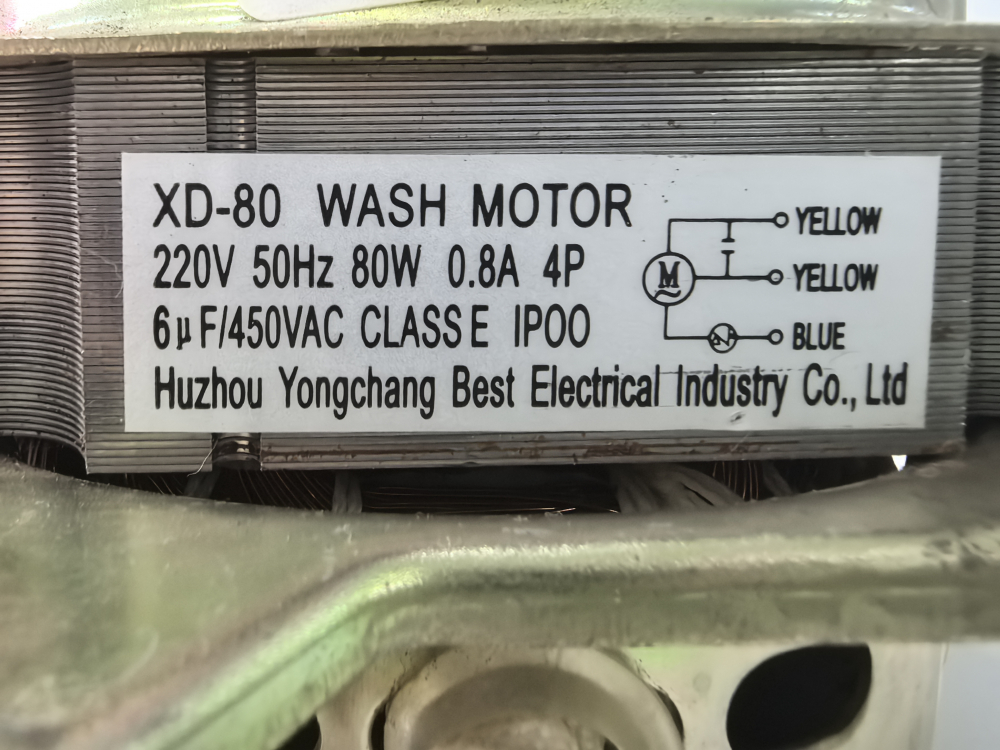 XD-80 WASH MOTOR
220V 50Hz 80W 0.8A 4P
6μF/450VAC CLASS E IP00
Huzhou Yongchang Best Electrical Industry Co., Ltd
M
YELLOW
YELLOW
BLUE